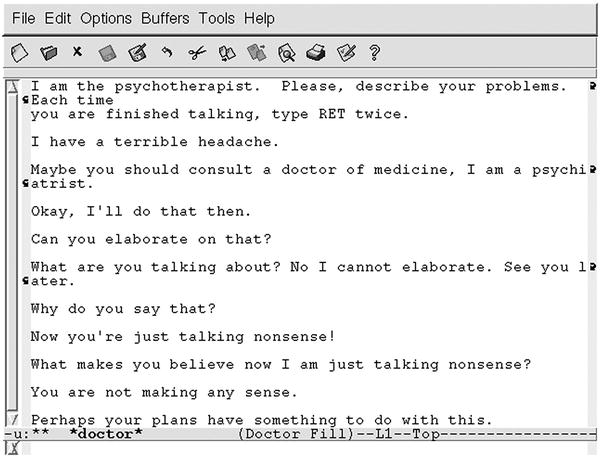 File Edit Options Buffers Tools Help
I am the psychotherapist.  Please, describe your problems.
Each time
you are finished talking, type RET twice.
I have a terrible headache.
Maybe you should consult a doctor of medicine, I am a psychi
atrist.
Okay, I'll do that then.
Can you elaborate on that?
What are you talking about? No I cannot elaborate. See you l
ater.
Why do you say that?
Now you're just talking nonsense!
What makes you believe now I am just talking nonsense?
You are not making any sense.
Perhaps your plans have something to do with this.
-u:**  *doctor*          (Doctor Fill)--L1--Top-----------------